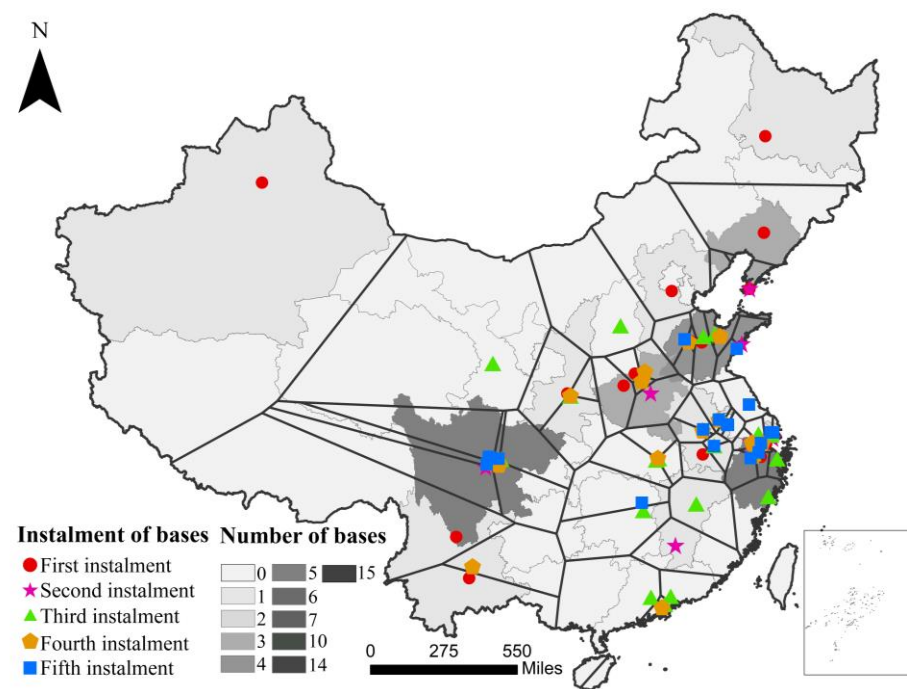 N
Instalment of bases
First instalment
Second instalment
Third instalment
Fourth instalment
Fifth instalment
Number of bases
0 5 15
1 6
2 7
3 10
4 14
0 275 550
Miles